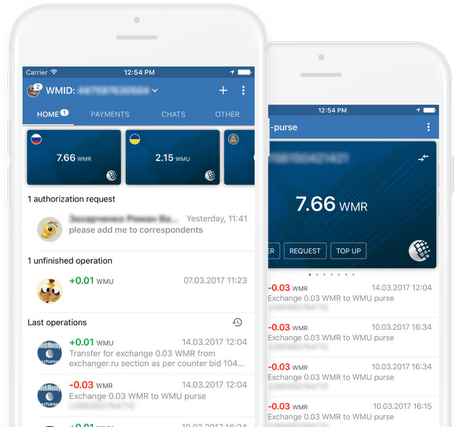 Carrier 12:54 PM
WMID:
HOME 1 PAYMENTS CHATS OTHER
7.66 WMR
2.15 WMU
1 authorization request
Yesterday, 11:41
please add me to correspondents
1 unfinished operation
+0.01 WMU 07.03.2017 11:23
Last operations
+0.01 WMU 14.03.2017 12:04
Transfer for exchange 0.03 WMR from
exchanger.ru section as per counter bid 104...
-0.03 WMR 14.03.2017 12:04
Exchange 0.03 WMR to WMU purse
+0.01 WMU 10.03.2017 16:34
12:54 PM
-purse
7.66 WMR
ER REQUEST TOP UP
-0.03 WMR 14.03.2017 12:04
Exchange 0.03 WMR to WMU purse
-0.03 WMR 10.03.2017 16:34
Exchange 0.03 WMR to WMU purse
-0.03 WMR 10.03.2017 16:34
Exchange 0.03 WMR to WMU purse
-0.03 WMR 10.03.2017 16:15
Exchange 0.03 WMR to WMU purse